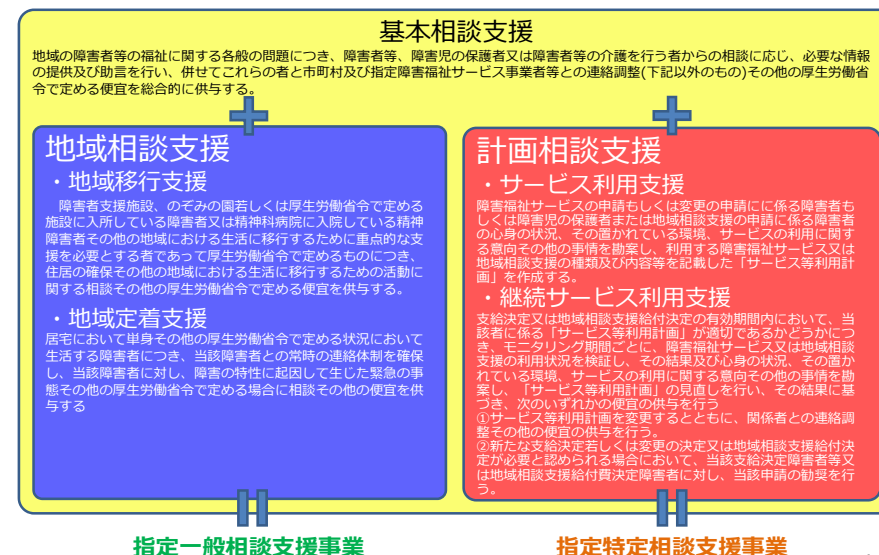 基本相談支援
地域の障害者等の福祉に関する各般の問題につき、障害者等、障害児の保護者又は障害者等の介護を行う者からの相談に応じ、必要な情報
の提供及び助言を行い、併せてこれらの者と市町村及び指定障害福祉サービス事業者等との連絡調整(下記以外のもの)その他の厚生労働省
令で定める便宜を総合的に供与する。
地域相談支援
・地域移行支援
障害者支援施設、のぞみの園若しくは厚生労働省令で定める
施設に入所している障害者又は精神科病院に入院している精神
障害者その他の地域における生活に移行するために重点的な支
援を必要とする者であって厚生労働省令で定めるものにつき、
住居の確保その他の地域における生活に移行するための活動に
関する相談その他の厚生労働省令で定める便宜を供与する。
・地域定着支援
居宅において単身その他の厚生労働省令で定める状況において
生活する障害者につき、当該障害者との常時の連絡体制を確保
し、当該障害者に対し、障害の特性に起因して生じた緊急の事
態その他の厚生労働省令で定める場合に相談その他の便宜を供
与する
計画相談支援
・サービス利用支援
障害福祉サービスの申請もしくは変更の申請にに係る障害者も
しくは障害児の保護者または地域相談支援の申請に係る障害者
の心身の状況、その置かれている環境、サービスの利用に関す
る意向その他の事情を勘案し、利用する障害福祉サービス又は
地域相談支援の種類及び内容等を記載した「サービス等利用計
画」を作成する。
・継続サービス利用支援
支給決定又は地域相談支援給付決定の有効期間内において、当
該者に係る「サービス等利用計画」が適切であるかどうかにつ
き、モニタリング期間ごとに、障害福祉サービス又は地域相談
支援の利用状況を検証し、その結果及び心身の状況、その置か
れている環境、サービスの利用に関する意向その他の事情を勘
案し、「サービス等利用計画」の見直しを行い、その結果に基
づき、次のいずれかの便宜の供与を行う
①サービス等利用計画を変更するとともに、関係者との連絡調
整その他の便宜の供与を行う。
②新たな支給決定若しくは変更の決定又は地域相談支援給付決
定が必要と認められる場合において、当該支給決定障害者等又
は地域相談支援給付費決定障害者に対し、当該申請の勧奨を行
う。
指定一般相談支援事業
指定特定相談支援事業